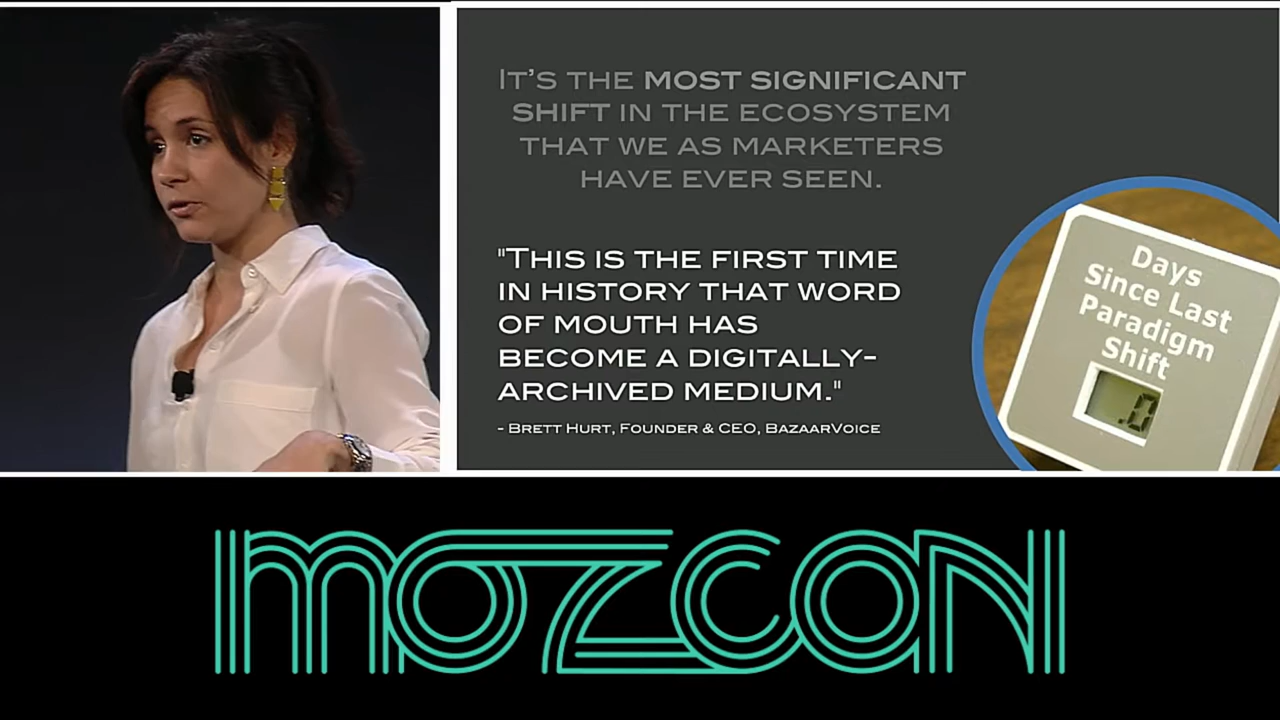 It's the most significant
shift in the ecosystem
that we as marketers
have ever seen.
"This is the first time
in history that word
of mouth has
become a digitally-
archived medium."
- Brett Hurt, Founder & CEO, BazaarVoice
Days
Since Last
Paradigm
Shift
.0
mozcon